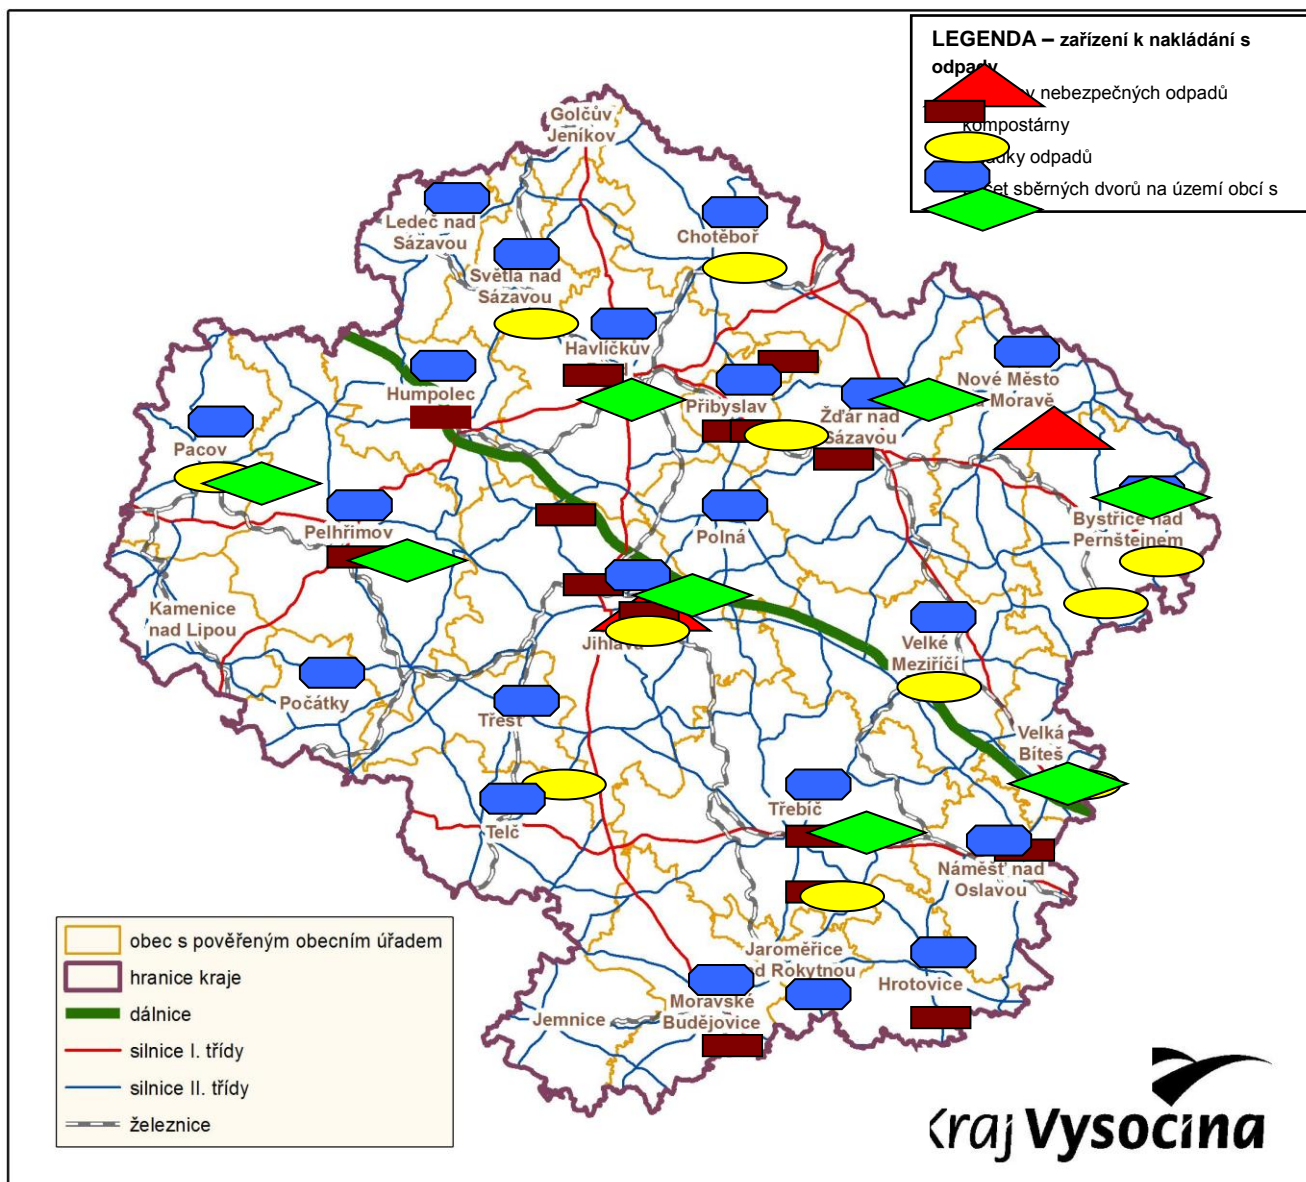 LEGENDA – zařízení k nakládání s
odpady
nebezpečných odpadů
kompostárny
odpadů
sběrných dvorů na území obcí s
Golčův
Jeníkov
Ledeč nad
Sázavou
Chotěboř
Světla nad
Sázavou
Havlíčkův
Humpolec
Přibyslav
Nové Město
Moravě
Žďár nad
Sázavou
Pacov
Pelhřimov
Polná
Bystřice nad
Pernštejnem
Kamenice
nad Lipou
Jihlava
Velké
Meziříčí
Počátky
Třešť
Velká
Bíteš
Třebíč
Telč
Náměšť nad
Oslavou
Jaroměřice
Rokytnou
Hrotovice
Moravské
Budějovice
Jemnice
obec s pověřeným obecním úřadem
hranice kraje
dálnice
silnice I. třídy
silnice II. třídy
železnice
Kraj Vysočina